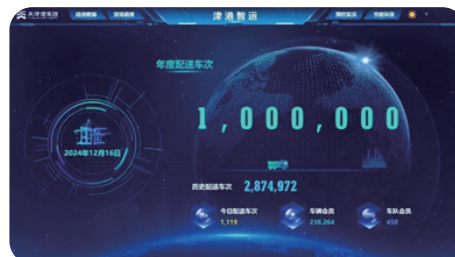 天津港集团
津港智运
年度配送车次
1,000,000
2024年12月16日
历史配送车次 2,874,972
今日配送车次
1,119
车辆会员
238,264
车队会员
450